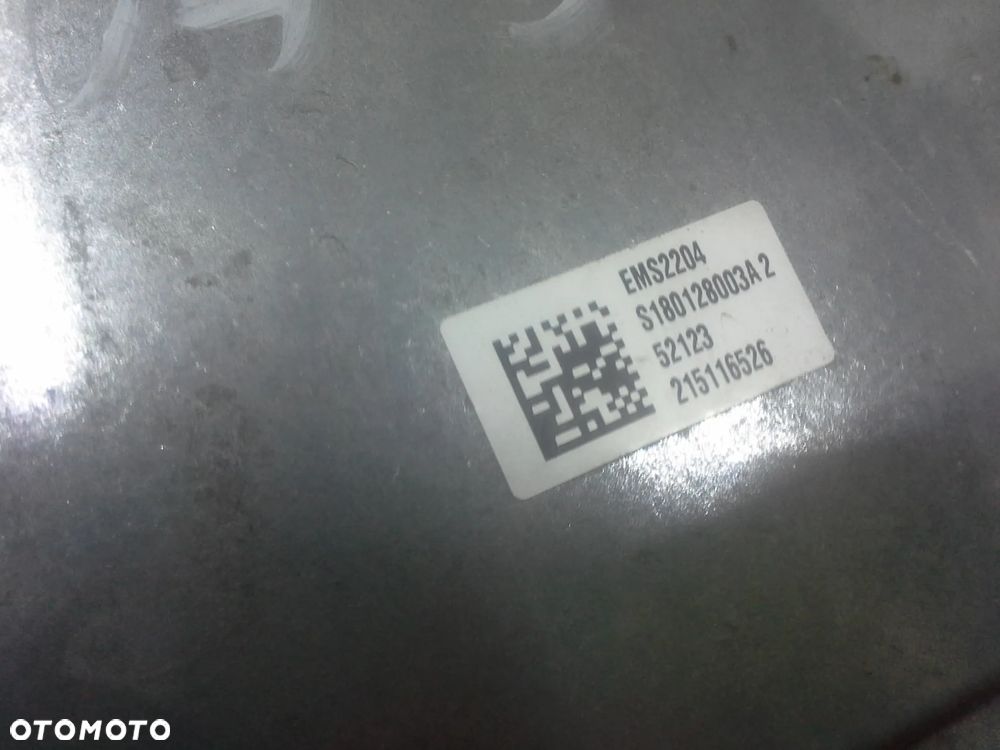 EMS2204
S180128003A 2
52123
215116526
OTOMOTO